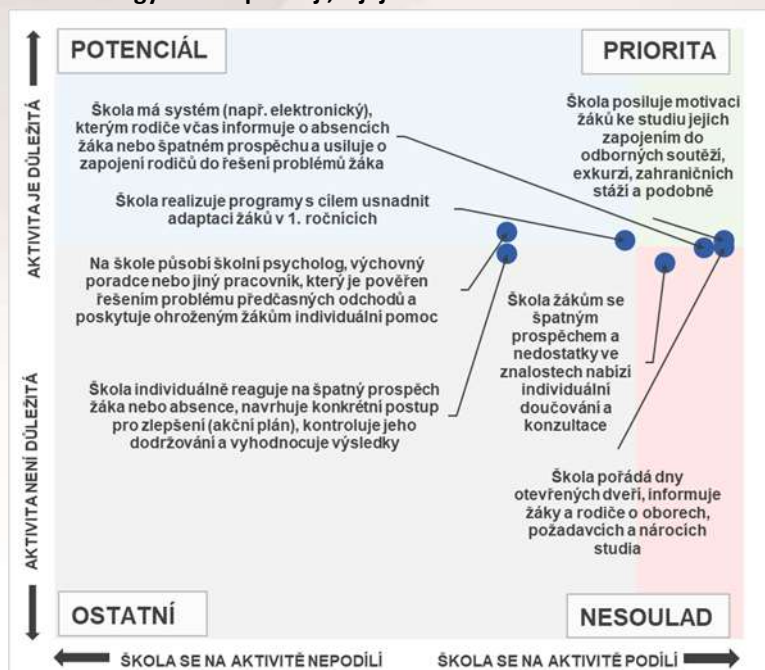 POTENCIÁL
PRIORITA
Škola má systém (např. elektronický),
kterým rodiče včas informuje o absencích
žáka nebo špatném prospěchu a usiluje o
zapojení rodičů do řešení problémů žáka
Škola posiluje motivaci
žáků ke studiu jejich
zapojením do
odborných soutěží,
exkurzí, zahraničních
stáží a podobně
Škola realizuje programy s cílem usnadnit
adaptaci žáků v 1. ročnících
Na škole působí školní psycholog, výchovný
poradce nebo jiný pracovník, který je pověřen
řešením problému předčasných odchodů a
poskytuje ohroženým žákům individuální pomoc
Škola žákům se
špatným
prospěchem a
nedostatky ve
znalostech nabízí
individuální
doučování a
konzultace
Škola individuálně reaguje na špatný prospěch
žáka nebo absence, navrhuje konkrétní postup
pro zlepšení (akční plán), kontroluje jeho
dodržování a vyhodnocuje výsledky
Škola pořádá dny
otevřených dveří, informuje
žáky a rodiče o oborech,
požadavcích a nárocích
studia
OSTATNÍ
NESOULAD
AKTIVITA JE DŮLEŽITÁ
AKTIVITA NENÍ DŮLEŽITÁ
ŠKOLA SE NA AKTIVITĚ NEPODÍLÍ
ŠKOLA SE NA AKTIVITĚ PODÍLÍ